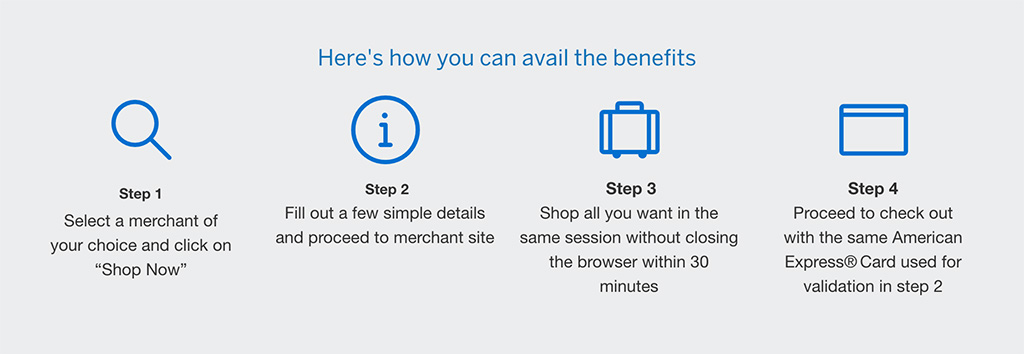 Here's how you can avail the benefits
Step 1
Select a merchant of
your choice and click on
“Shop Now”
Step 2
Fill out a few simple details
and proceed to merchant site
Step 3
Shop all you want in the
same session without closing
the browser within 30
minutes
Step 4
Proceed to check out
with the same American
Express® Card used for
validation in step 2